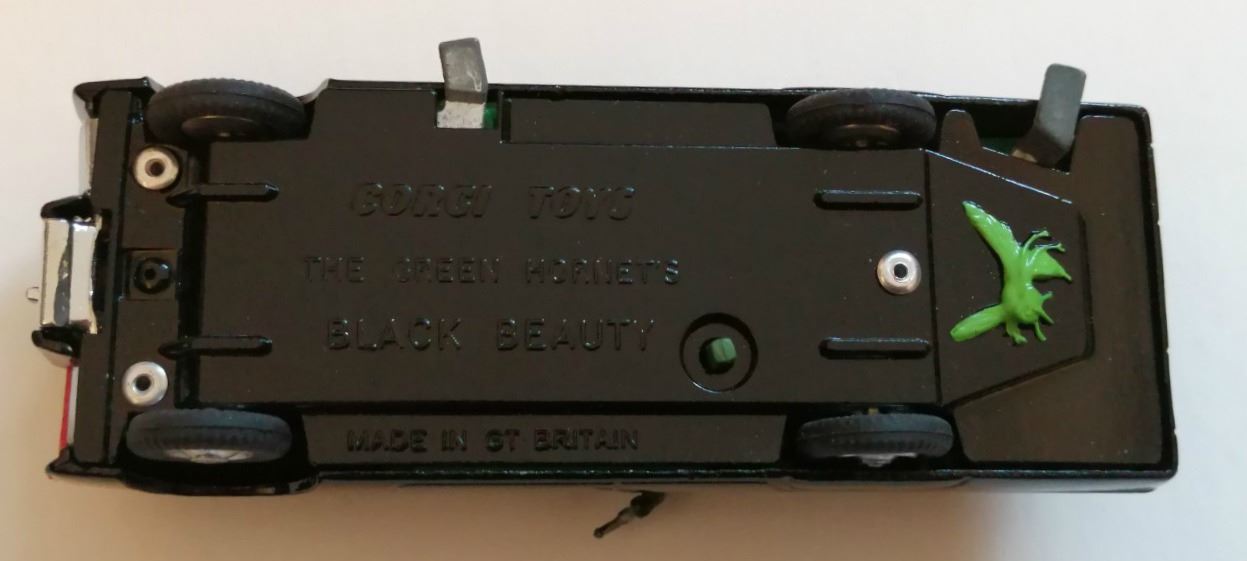 CORGI TOYS
THE GREEN HORNET'S
BLACK BEAUTY
MADE IN GT BRITAIN